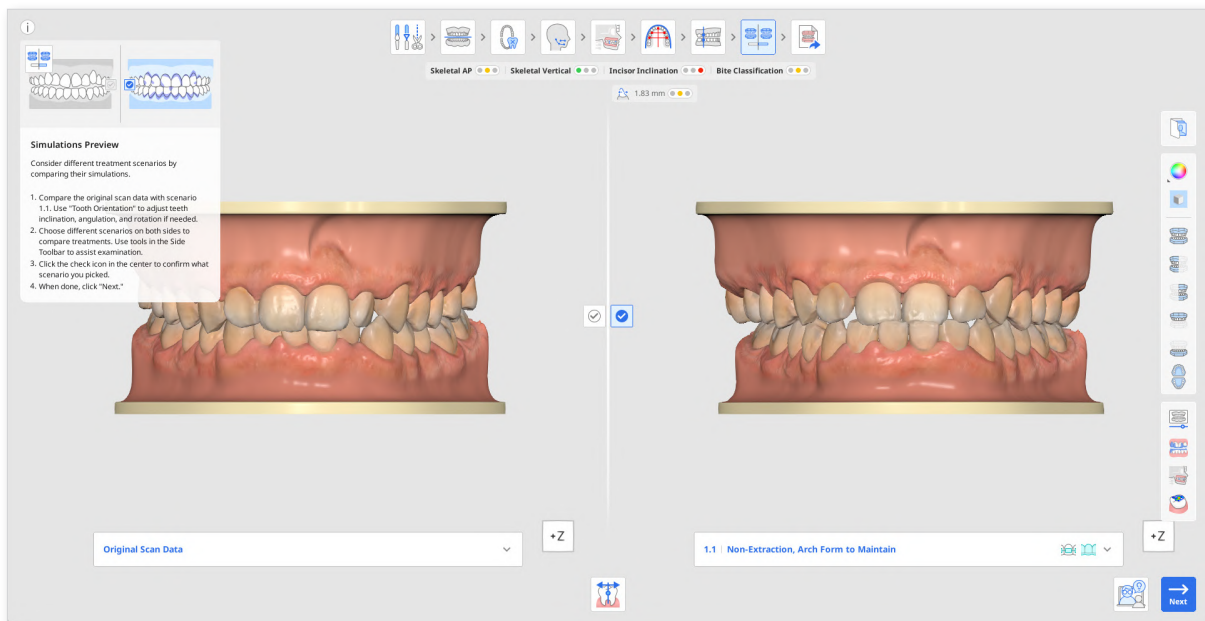 Skeletal AP
Skeletal Vertical
Incisor Inclination
Bite Classification
1.83 mm
Simulations Preview
Consider different treatment scenarios by
comparing their simulations.
1. Compare the original scan data with scenario
1.1. Use "Tooth Orientation" to adjust teeth
inclination, angulation, and rotation if needed.
2. Choose different scenarios on both sides to
compare treatments. Use tools in the Side
Toolbar to assist examination.
3. Click the check icon in the center to confirm what
scenario you picked.
4. When done, click "Next."
+Z
+Z
Original Scan Data
1.1 Non-Extraction, Arch Form to Maintain
Next